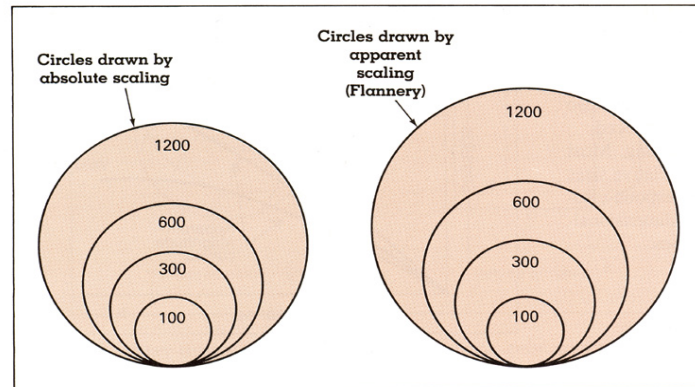 Circles drawn by
absolute scaling
1200
600
300
100
Circles drawn by
apparent
scaling
(Flannery)
1200
600
300
100